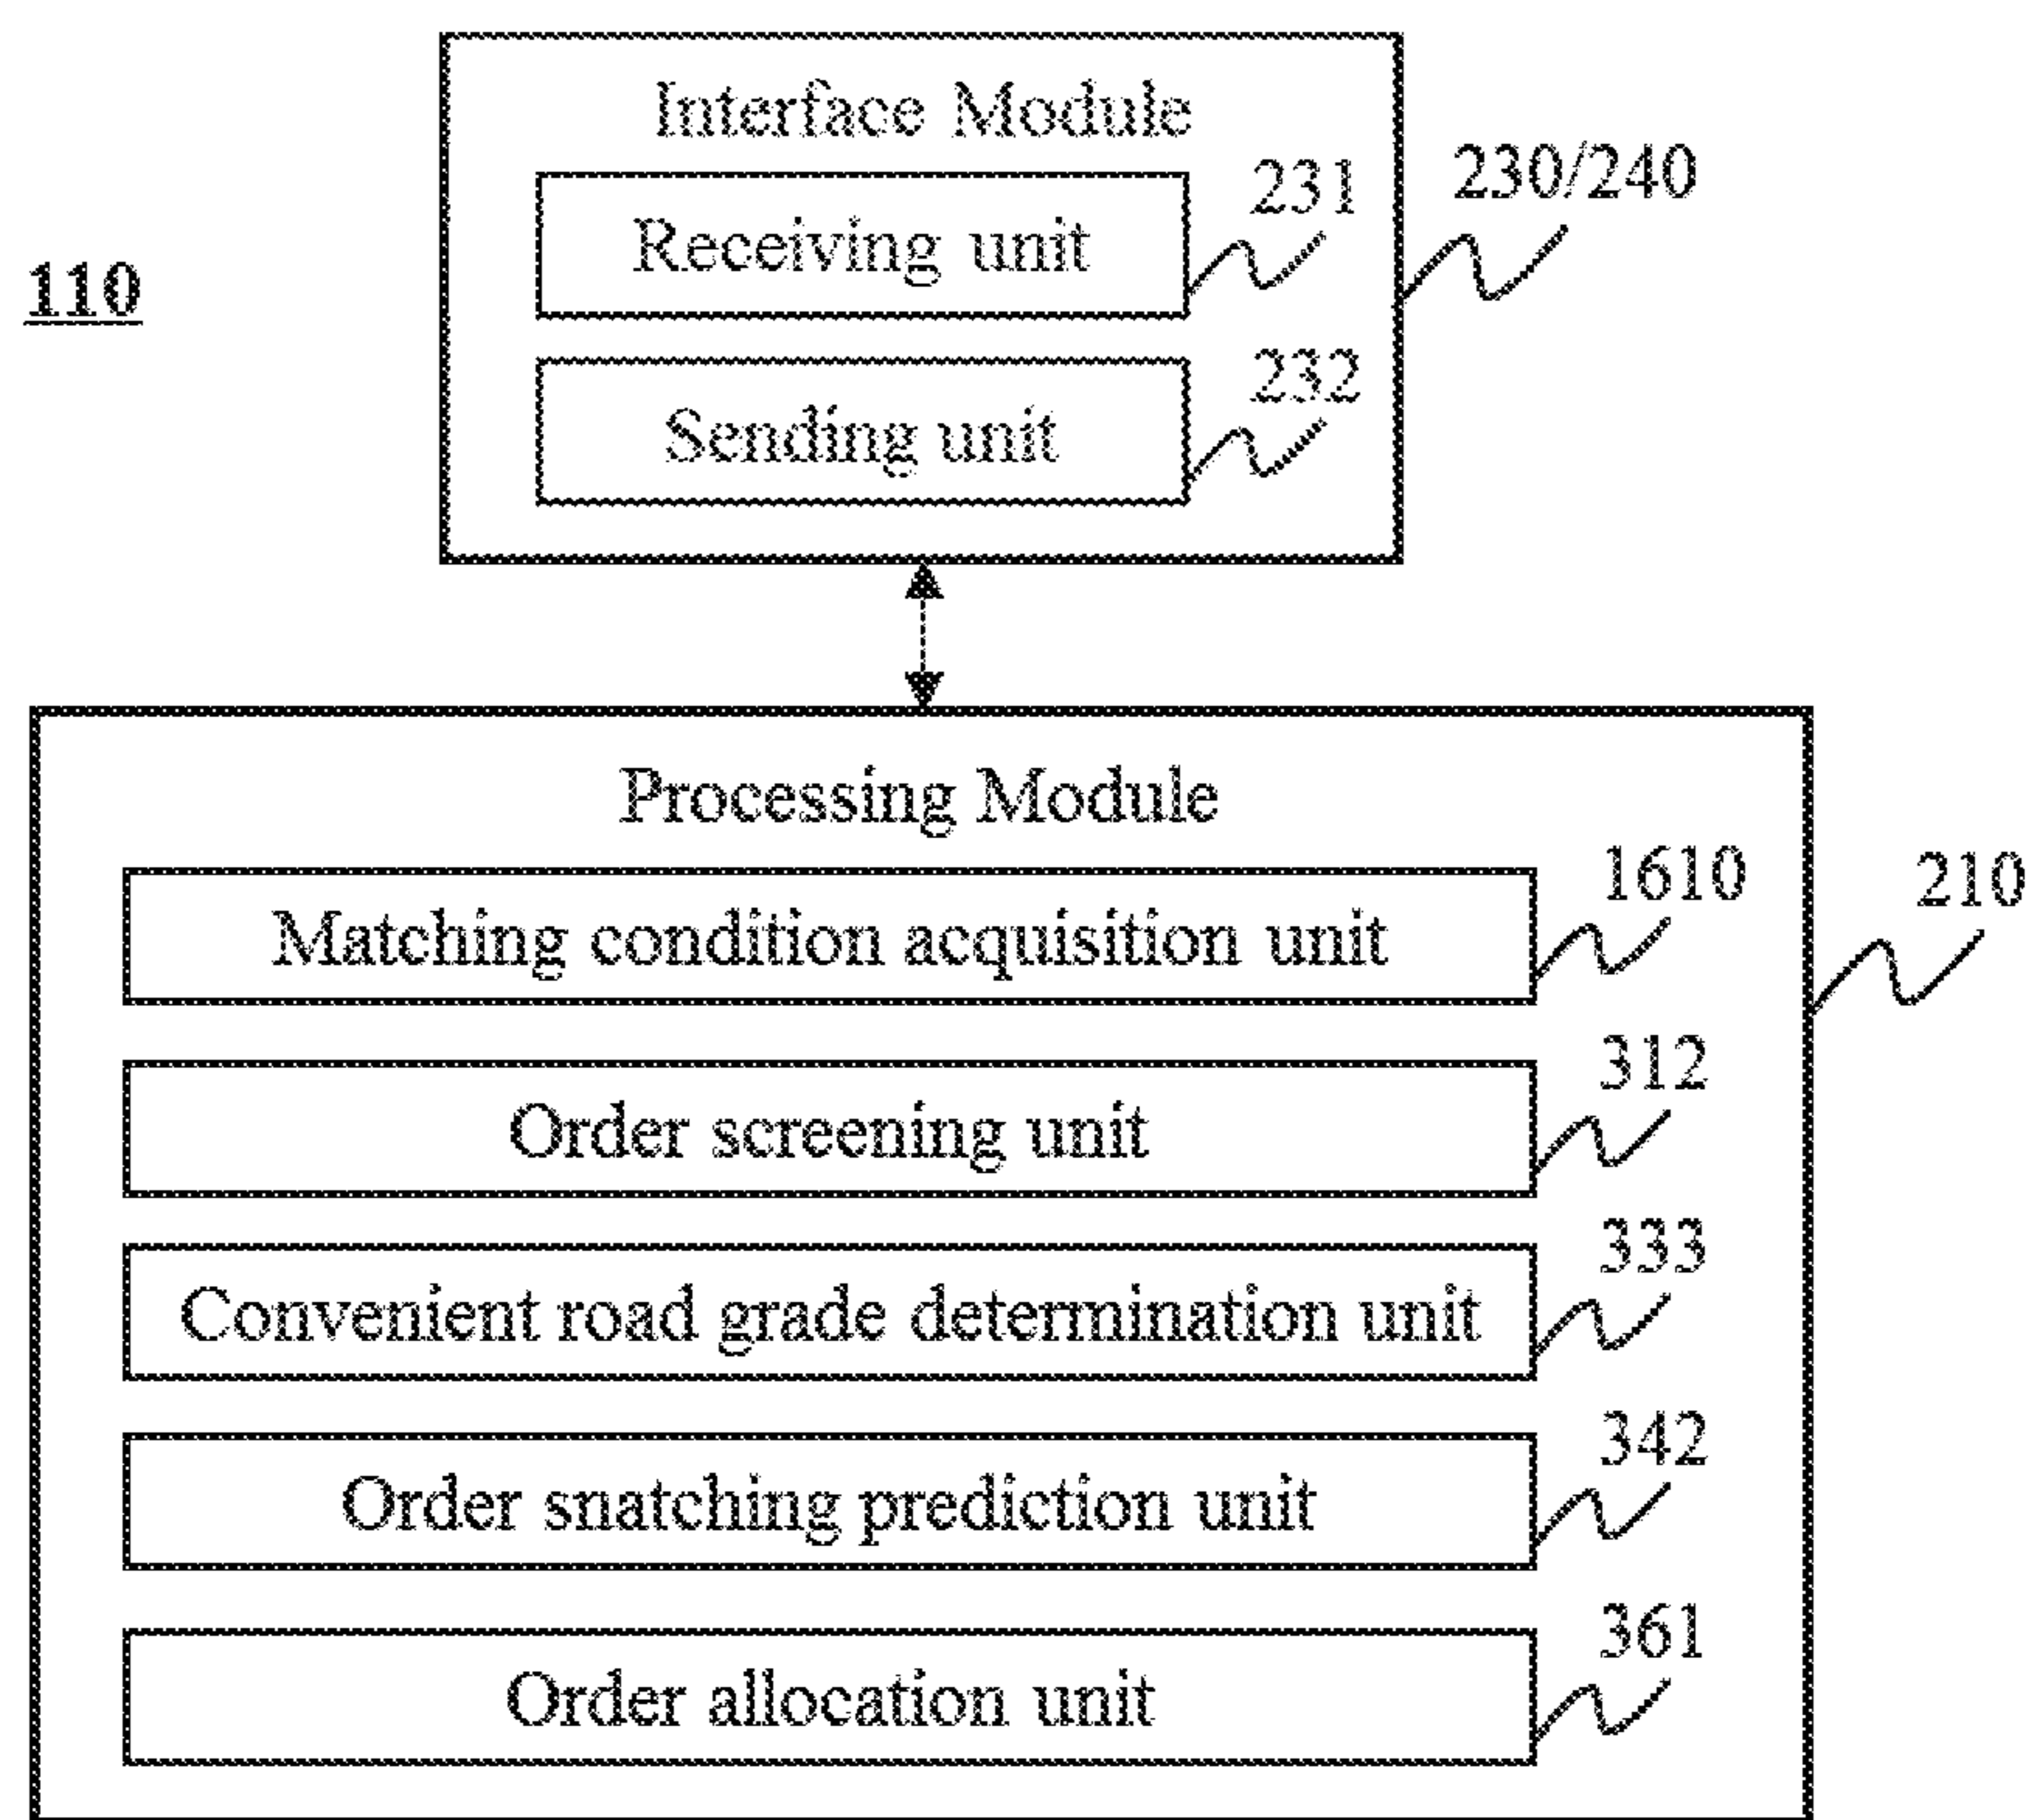 Interface Module
230/240
231
Receiving unit
110
232
Sending unit
Processing Module
1610
210
Matching condition acquisition unit
312
Order screening unit
333
Convenient road grade determination unit
342
Order snatching prediction unit
361
Order allocation unit